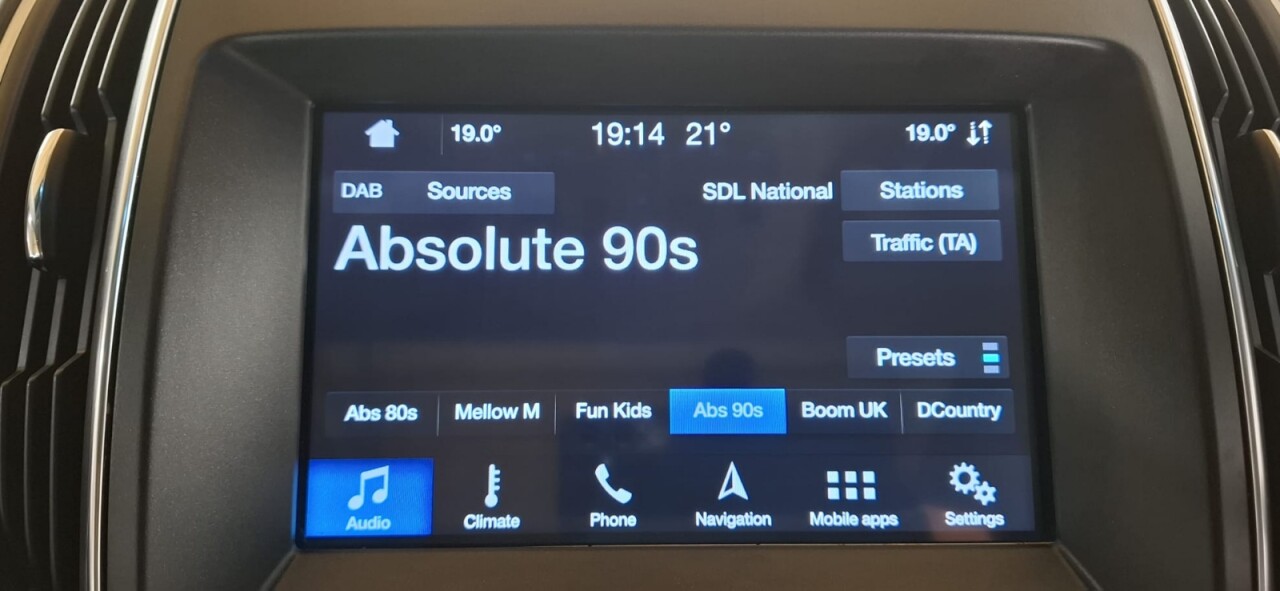 19.0° 19:14 21° 19.0°
DAB Sources SDL National Stations
Absolute 90s Traffic (TA)
Presets
Abs 80s Mellow M Fun Kids Abs 90s Boom UK DCountry
Audio Climate Phone Navigation Mobile apps Settings